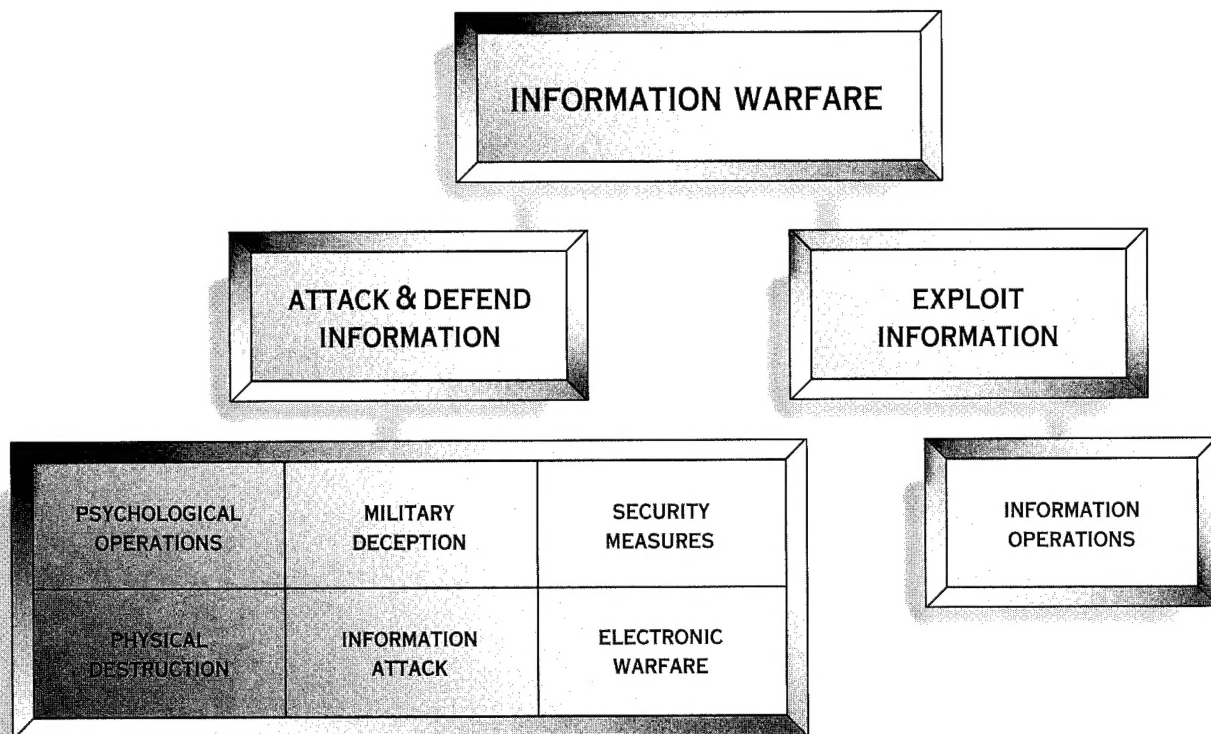 INFORMATION WARFARE
ATTACK & DEFEND
INFORMATION
EXPLOIT
INFORMATION
PSYCHOLOGICAL
OPERATIONS
MILITARY
DECEPTION
SECURITY
MEASURES
INFORMATION
OPERATIONS
PHYSICAL
DESTRUCTION
INFORMATION
ATTACK
ELECTRONIC
WARFARE